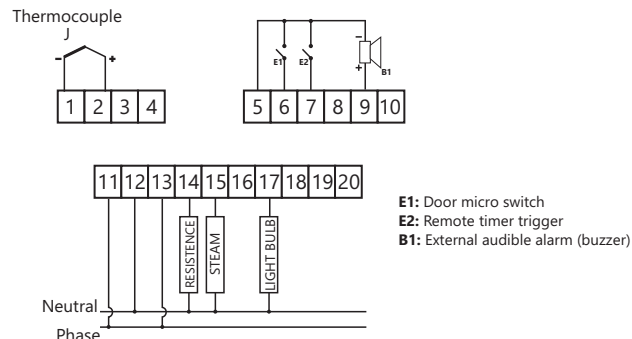 Thermocouple
J
- +
1 2 3 4
E1 E2 - + B1
5 6 7 8 9 10
11 12 13 14 15 16 17 18 19 20
RESISTENCE
STEAM
LIGHT BULB
Neutral
Phase
E1: Door micro switch
E2: Remote timer trigger
B1: External audible alarm (buzzer)